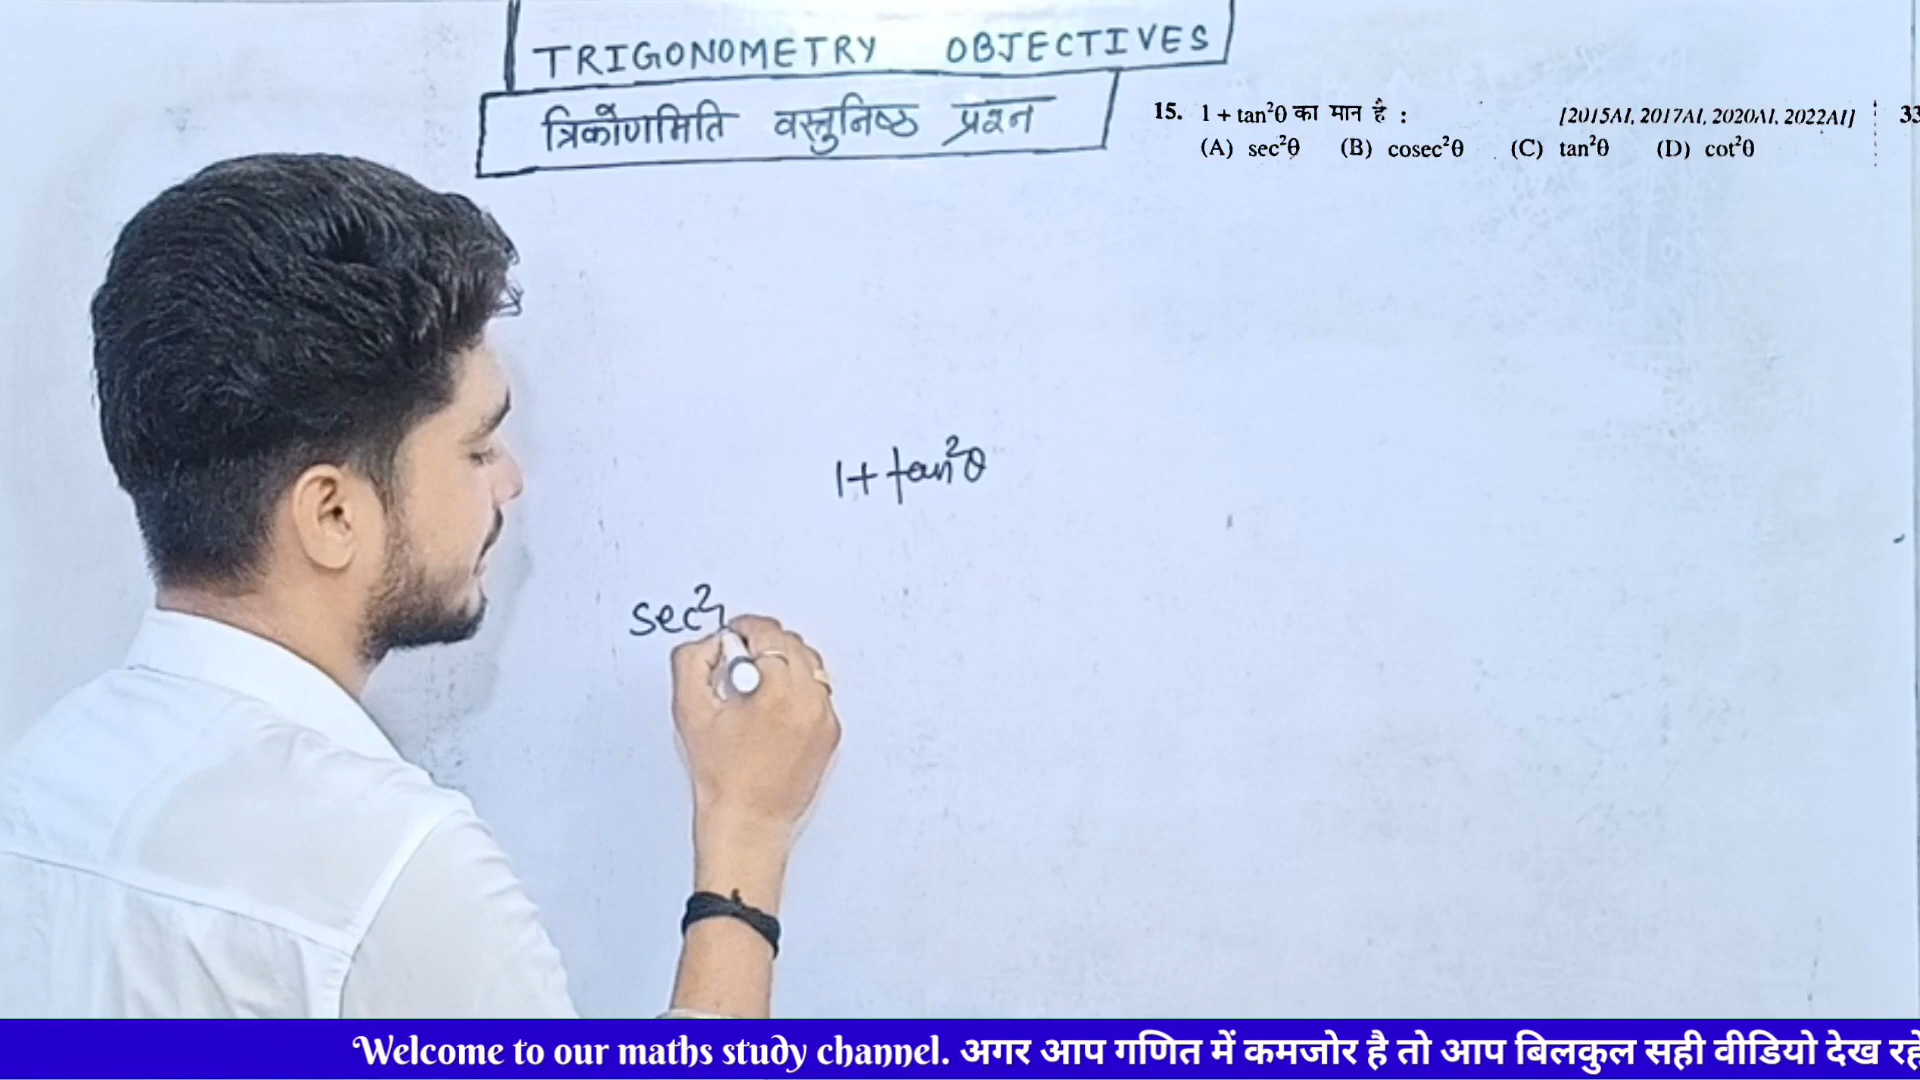 TRIGONOMETRY OBJECTIVES
त्रिकोणमिति वस्तुनिष्ठ प्रश्न
15. 1 + tan²θ का मान है : [2015AI, 2017AI, 2020AI, 2022AI] 33
(A) sec²θ (B) cosec²θ (C) tan²θ (D) cot²θ
1+ tan²θ
sec²
Welcome to our maths study channel. अगर आप गणित में कमजोर है तो आप बिलकुल सही वीडियो देख रहे